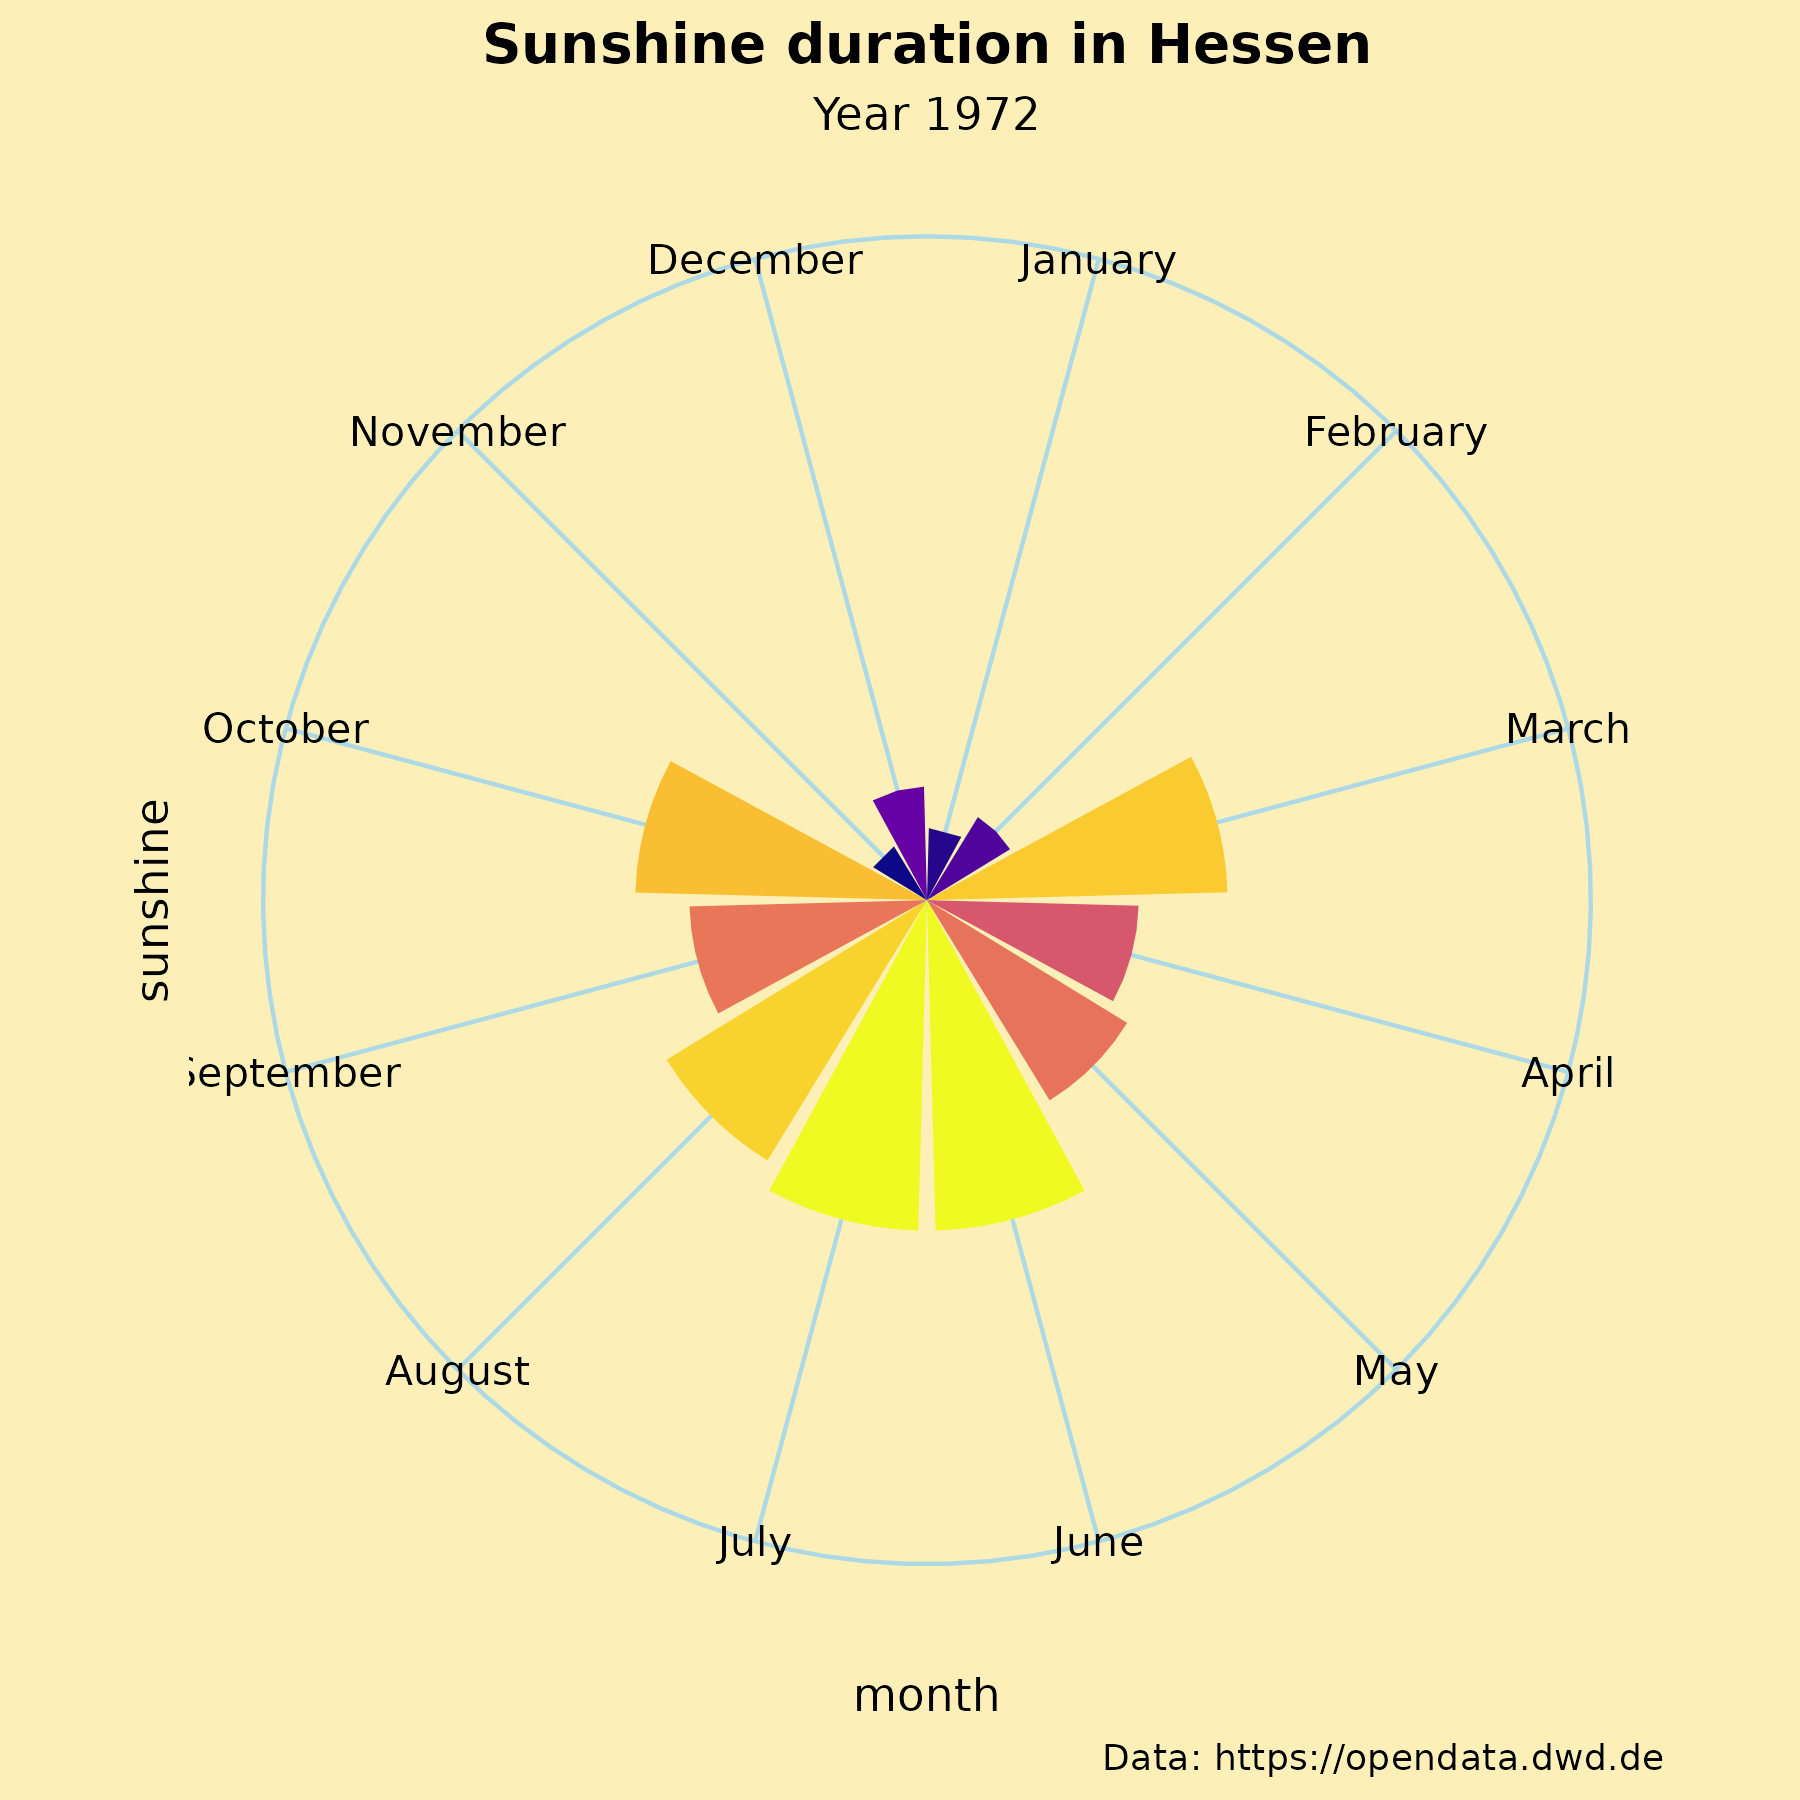 Sunshine duration in Hessen
Year 1972
December
January
November
February
October
March
sunshine
September
April
August
May
July
June
month
Data: https://opendata.dwd.de